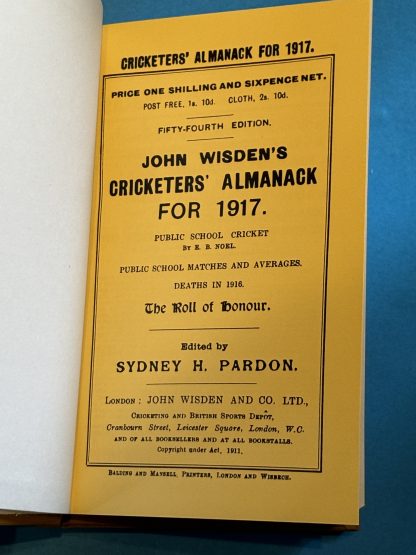 CRICKETERS' ALMANACK FOR 1917.
PRICE ONE SHILLING AND SIXPENCE NET.
POST FREE, 1s. 10d. CLOTH, 2s. 10d.
FIFTY-FOURTH EDITION.
JOHN WISDEN'S
CRICKETERS' ALMANACK
FOR 1917.
PUBLIC SCHOOL CRICKET
BY E. B. NOEL.
PUBLIC SCHOOL MATCHES AND AVERAGES.
DEATHS IN 1916.
The Roll of Honour.
Edited by
SYDNEY H. PARDON.
LONDON: JOHN WISDEN AND CO. LTD.,
CRICKETING AND BRITISH SPORTS DEPÔT,
Cranbourn Street, Leicester Square, London, W.C.
AND OF ALL BOOKSELLERS AND AT ALL BOOKSTALLS.
Copyright under Act, 1911.
BALDING AND MANSELL, PRINTERS, LONDON AND WISBECH.